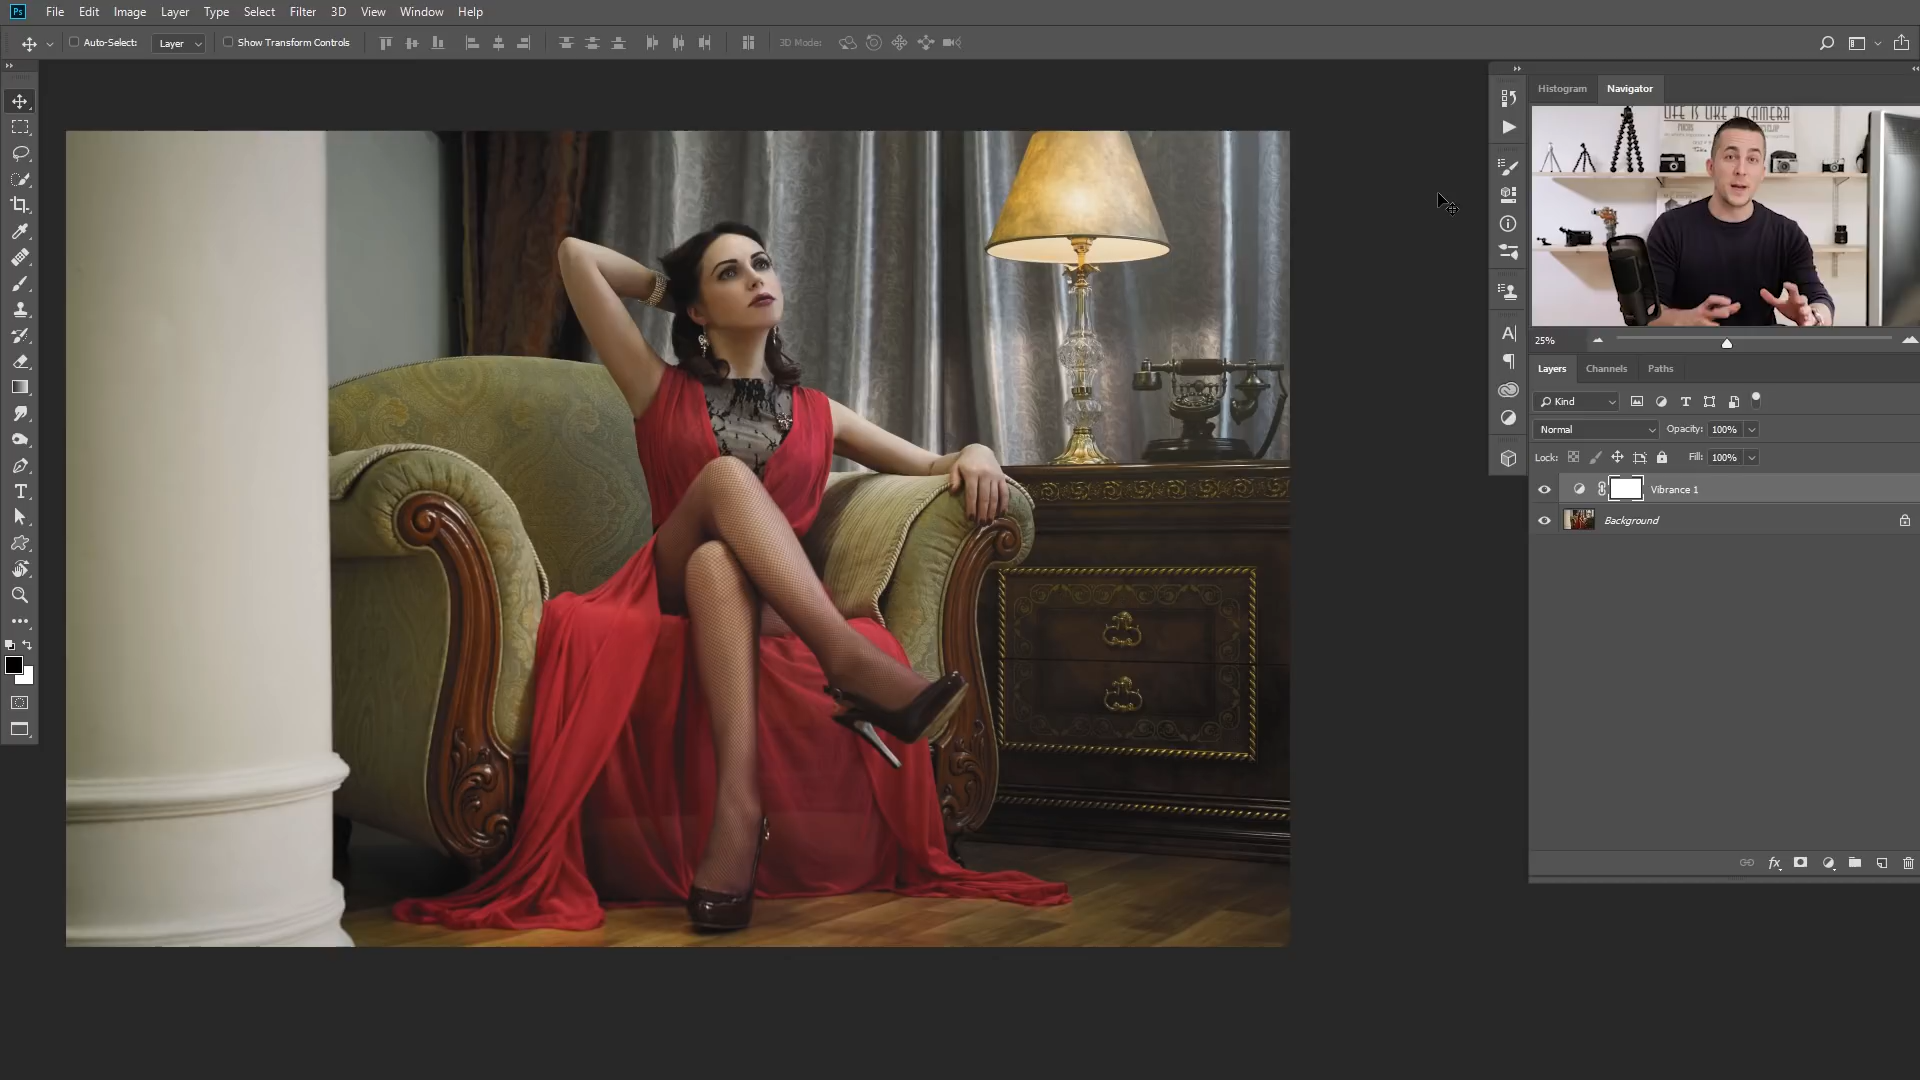 Ps File Edit Image Layer Type Select Filter 3D View Window Help
Auto-Select: Layer Show Transform Controls 3D Mode:
Histogram Navigator
LIFE IS LIKE A CAMERA
25%
Layers Channels Paths
Kind
Normal Opacity: 100%
Lock: Fill: 100%
Vibrance 1
Background